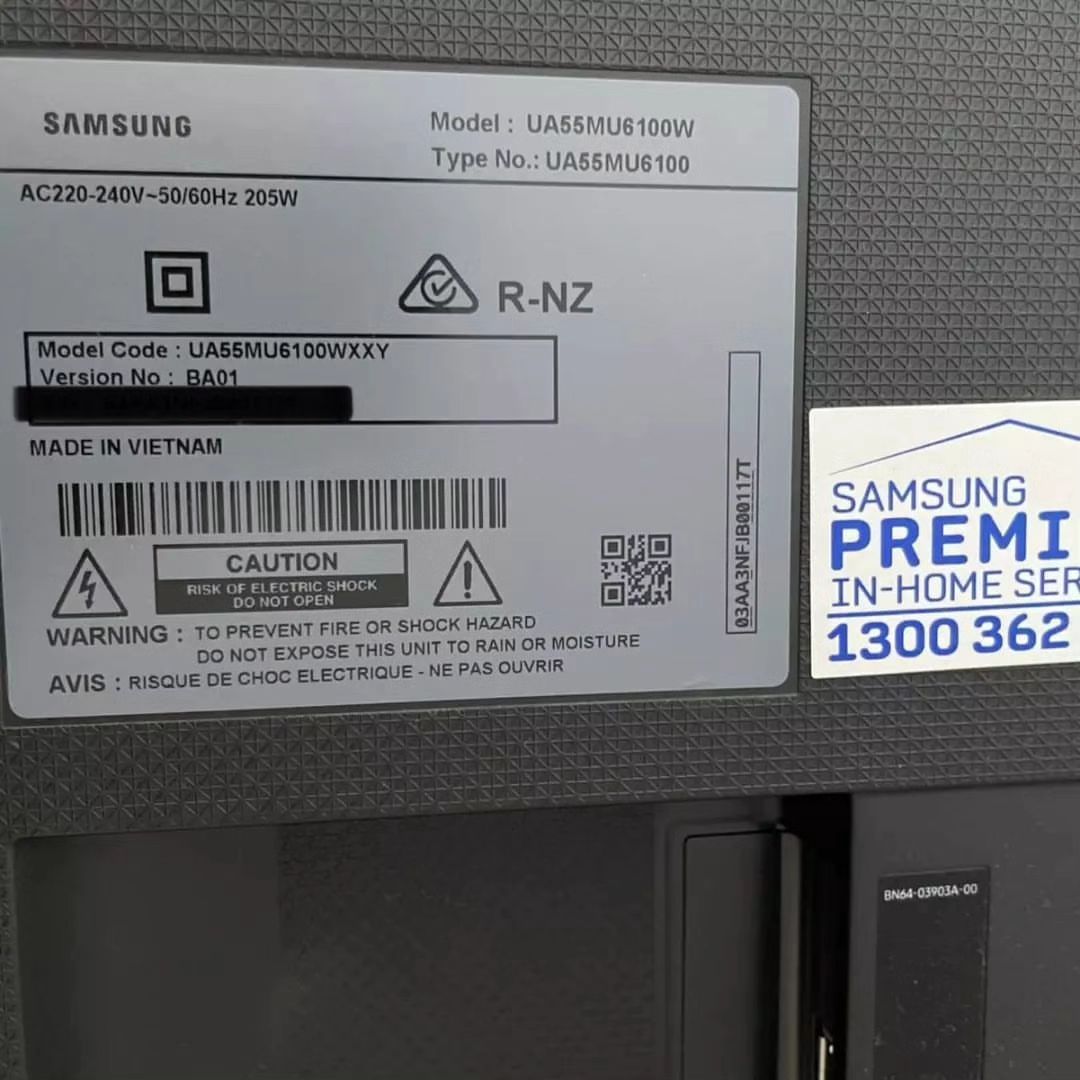 SAMSUNG
Model : UA55MU6100W
Type No.: UA55MU6100
AC220-240V~50/60Hz 205W
R-NZ
Model Code : UA55MU6100WXXY
Version No : BA01
MADE IN VIETNAM
CAUTION
RISK OF ELECTRIC SHOCK
DO NOT OPEN
WARNING : TO PREVENT FIRE OR SHOCK HAZARD
DO NOT EXPOSE THIS UNIT TO RAIN OR MOISTURE
AVIS : RISQUE DE CHOC ELECTRIQUE - NE PAS OUVRIR
03AA3NFJB00117T
SAMSUNG
PREMI
IN-HOME SER
1300 362
BN64-03903A-00